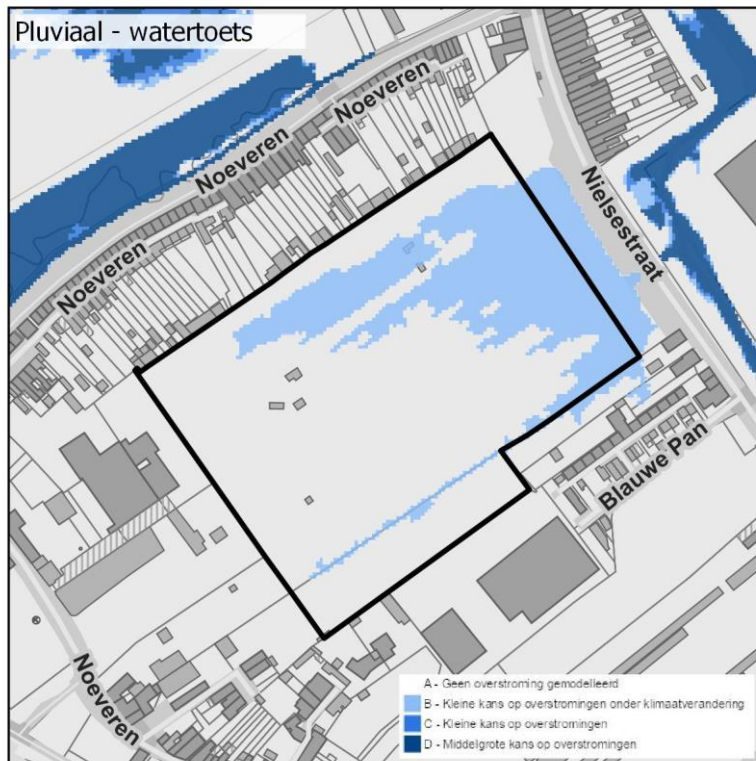 Pluviaal - watertoets
Noeveren
Noeveren
Noeveren
Nielsestraat
Blauwe Pan
Noeveren
A - Geen overstroming gemodelleerd
B - Kleine kans op overstromingen onder klimaatverandering
C - Kleine kans op overstromingen
D - Middelgrote kans op overstromingen